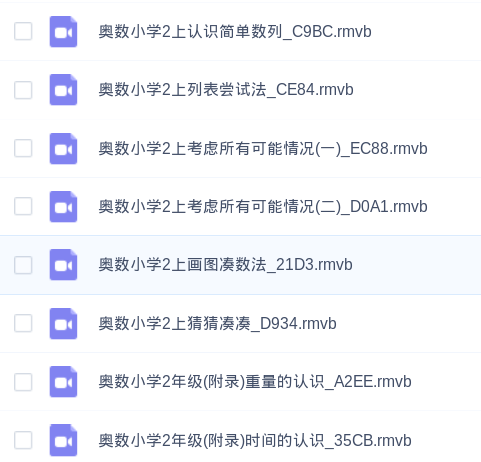 奥数小学2上认识简单数列_C9BC.rmvb
奥数小学2上列表尝试法_CE84.rmvb
奥数小学2上考虑所有可能情况(一)_EC88.rmvb
奥数小学2上考虑所有可能情况(二)_D0A1.rmvb
奥数小学2上画图凑数法_21D3.rmvb
奥数小学2上猜猜凑凑_D934.rmvb
奥数小学2年级(附录)重量的认识_A2EE.rmvb
奥数小学2年级(附录)时间的认识_35CB.rmvb